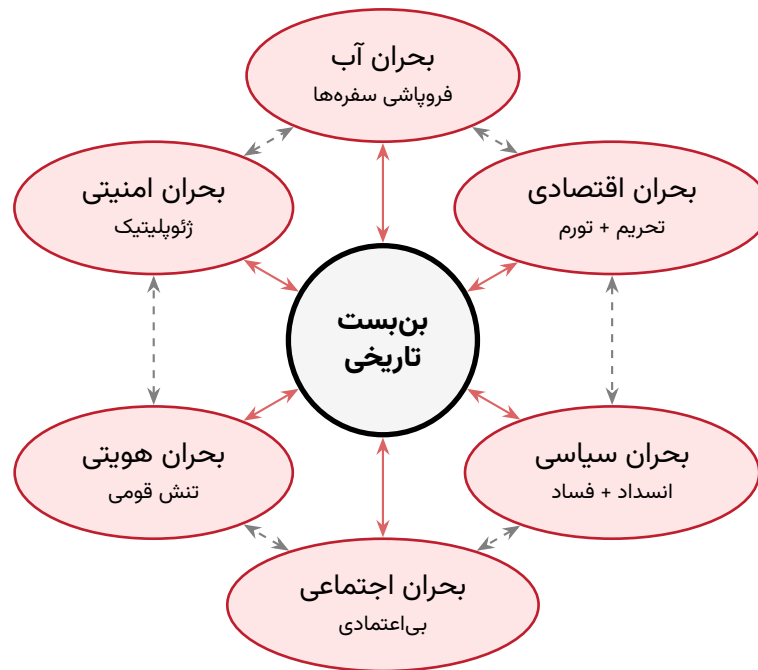 بحران آب
فروپاشی سفره‌ها
بحران اقتصادی
تحریم + تورم
بحران امنیتی
ژئوپلیتیک
بن‌بست
تاریخی
بحران سیاسی
انسداد + فساد
بحران هویتی
تنش قومی
بحران اجتماعی
بی‌اعتمادی